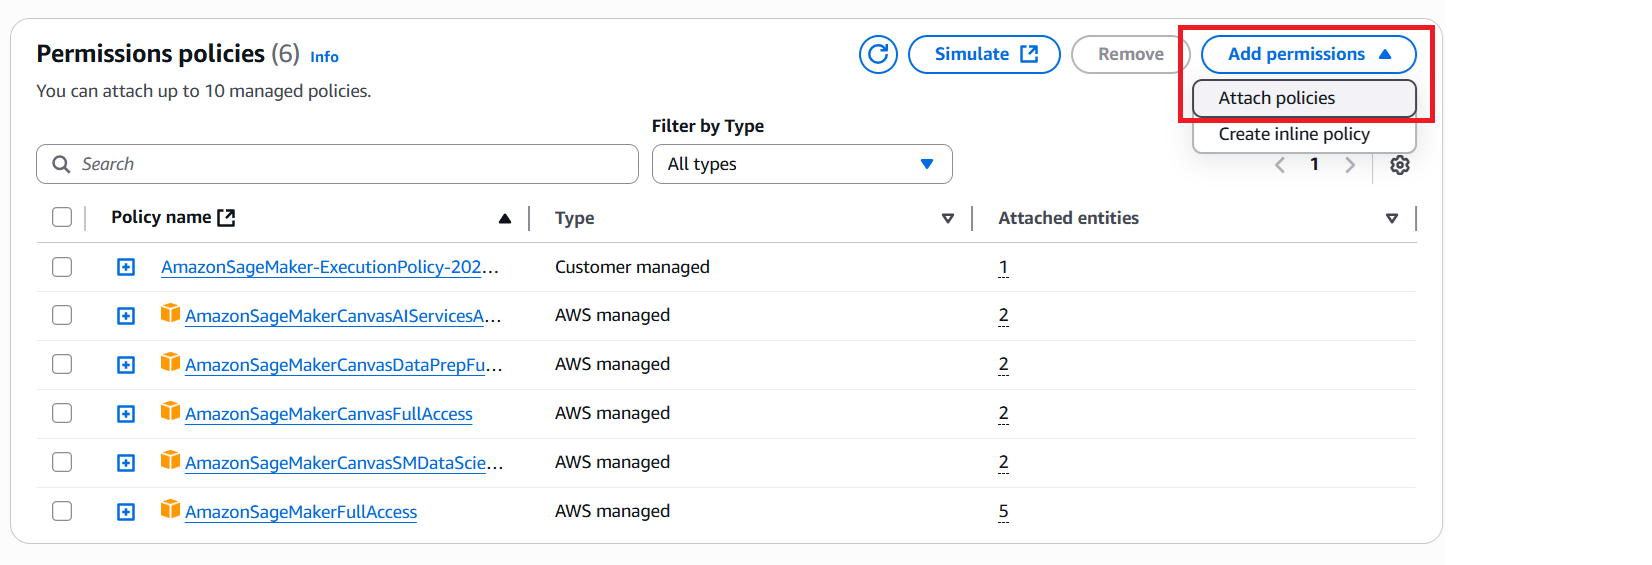 Permissions policies (6) Info
Simulate
Remove
Add permissions
You can attach up to 10 managed policies.
Attach policies
Create inline policy
Filter by Type
Search
All types
1
Policy name
Type
Attached entities
AmazonSageMaker-ExecutionPolicy-202... Customer managed 1
AmazonSageMakerCanvasAIServicesA... AWS managed 2
AmazonSageMakerCanvasDataPrepFu... AWS managed 2
AmazonSageMakerCanvasFullAccess AWS managed 2
AmazonSageMakerCanvasSMDataScie... AWS managed 2
AmazonSageMakerFullAccess AWS managed 5